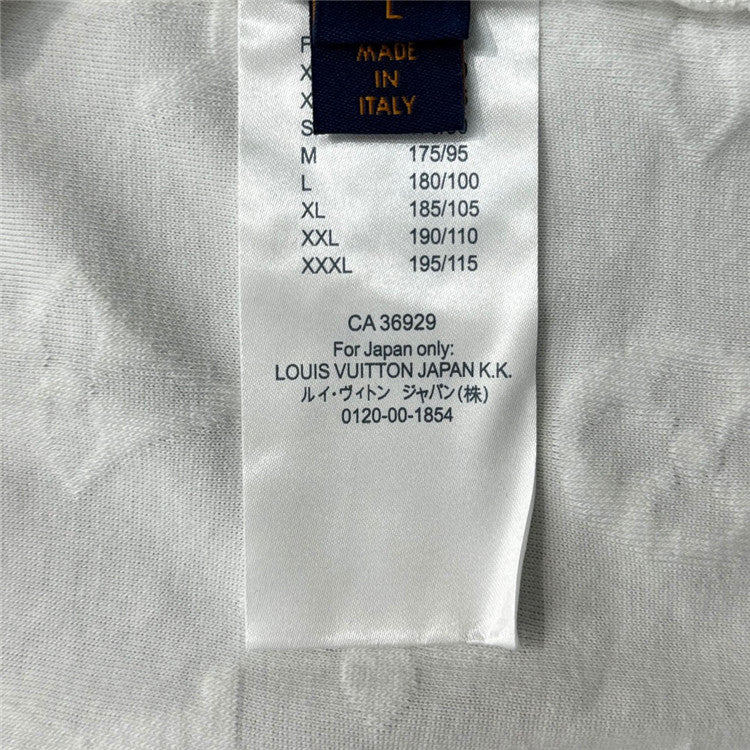 L
MADE
IN
ITALY
F
X
X
S
M 175/95
L 180/100
XL 185/105
XXL 190/110
XXXL 195/115
CA 36929
For Japan only:
LOUIS VUITTON JAPAN K.K.
ルイ・ヴィトン ジャパン(株)
0120-00-1854